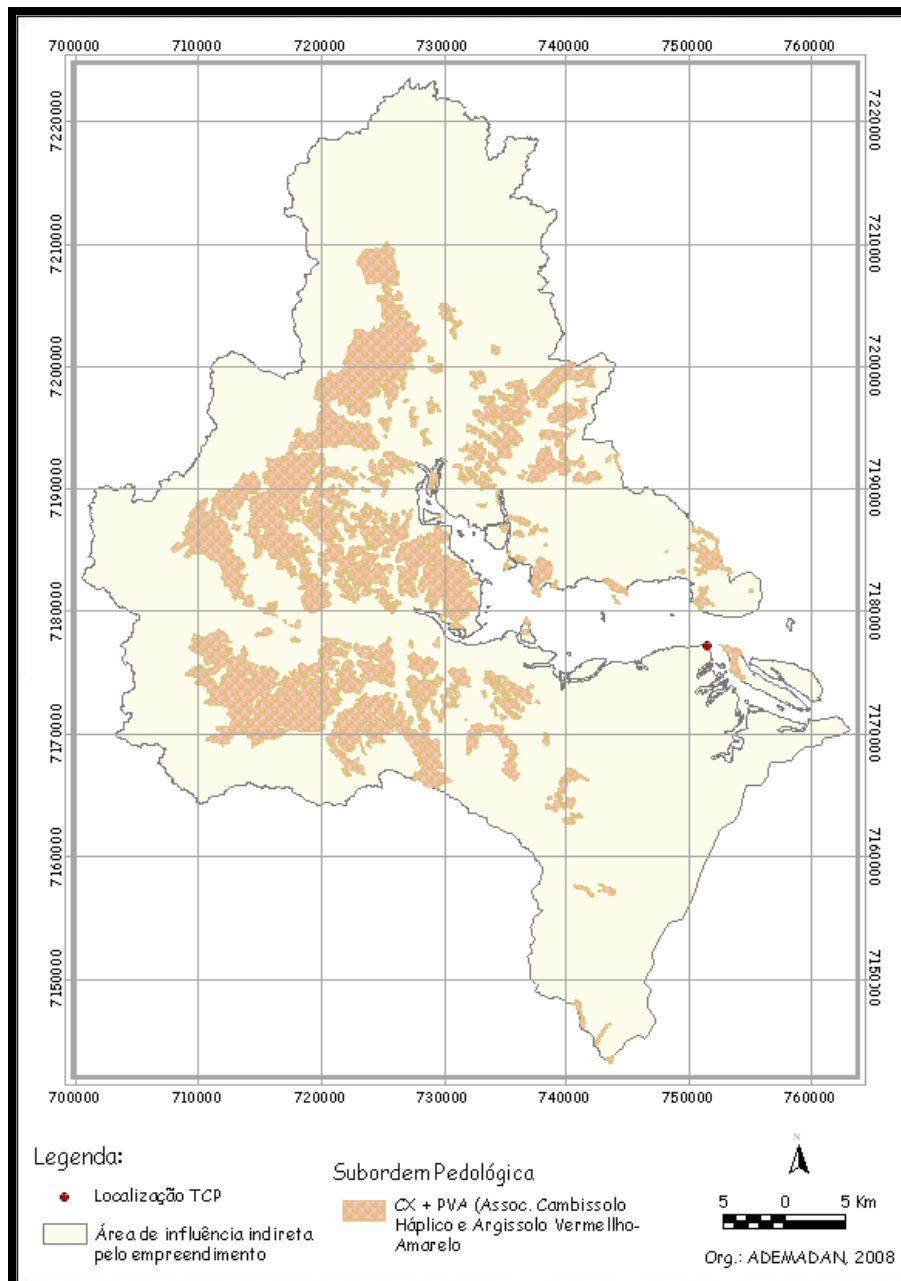 700000 710000 720000 730000 740000 750000 760000
7220000 7220000
7210000 7210000
7200000 7200000
7190000 7190000
7180000 7180000
7170000 7170000
7160000 7160000
7150000 7150000
700000 710000 720000 730000 740000 750000 760000
Legenda:
Localização TCP
Área de influência indireta
pelo empreendimento
Subordem Pedológica
CX + PVA (Assoc. Cambissolo
Háplico e Argissolo Vermellho-
Amarelo
N
5 0 5 Km
Org.: ADEMADAN, 2008